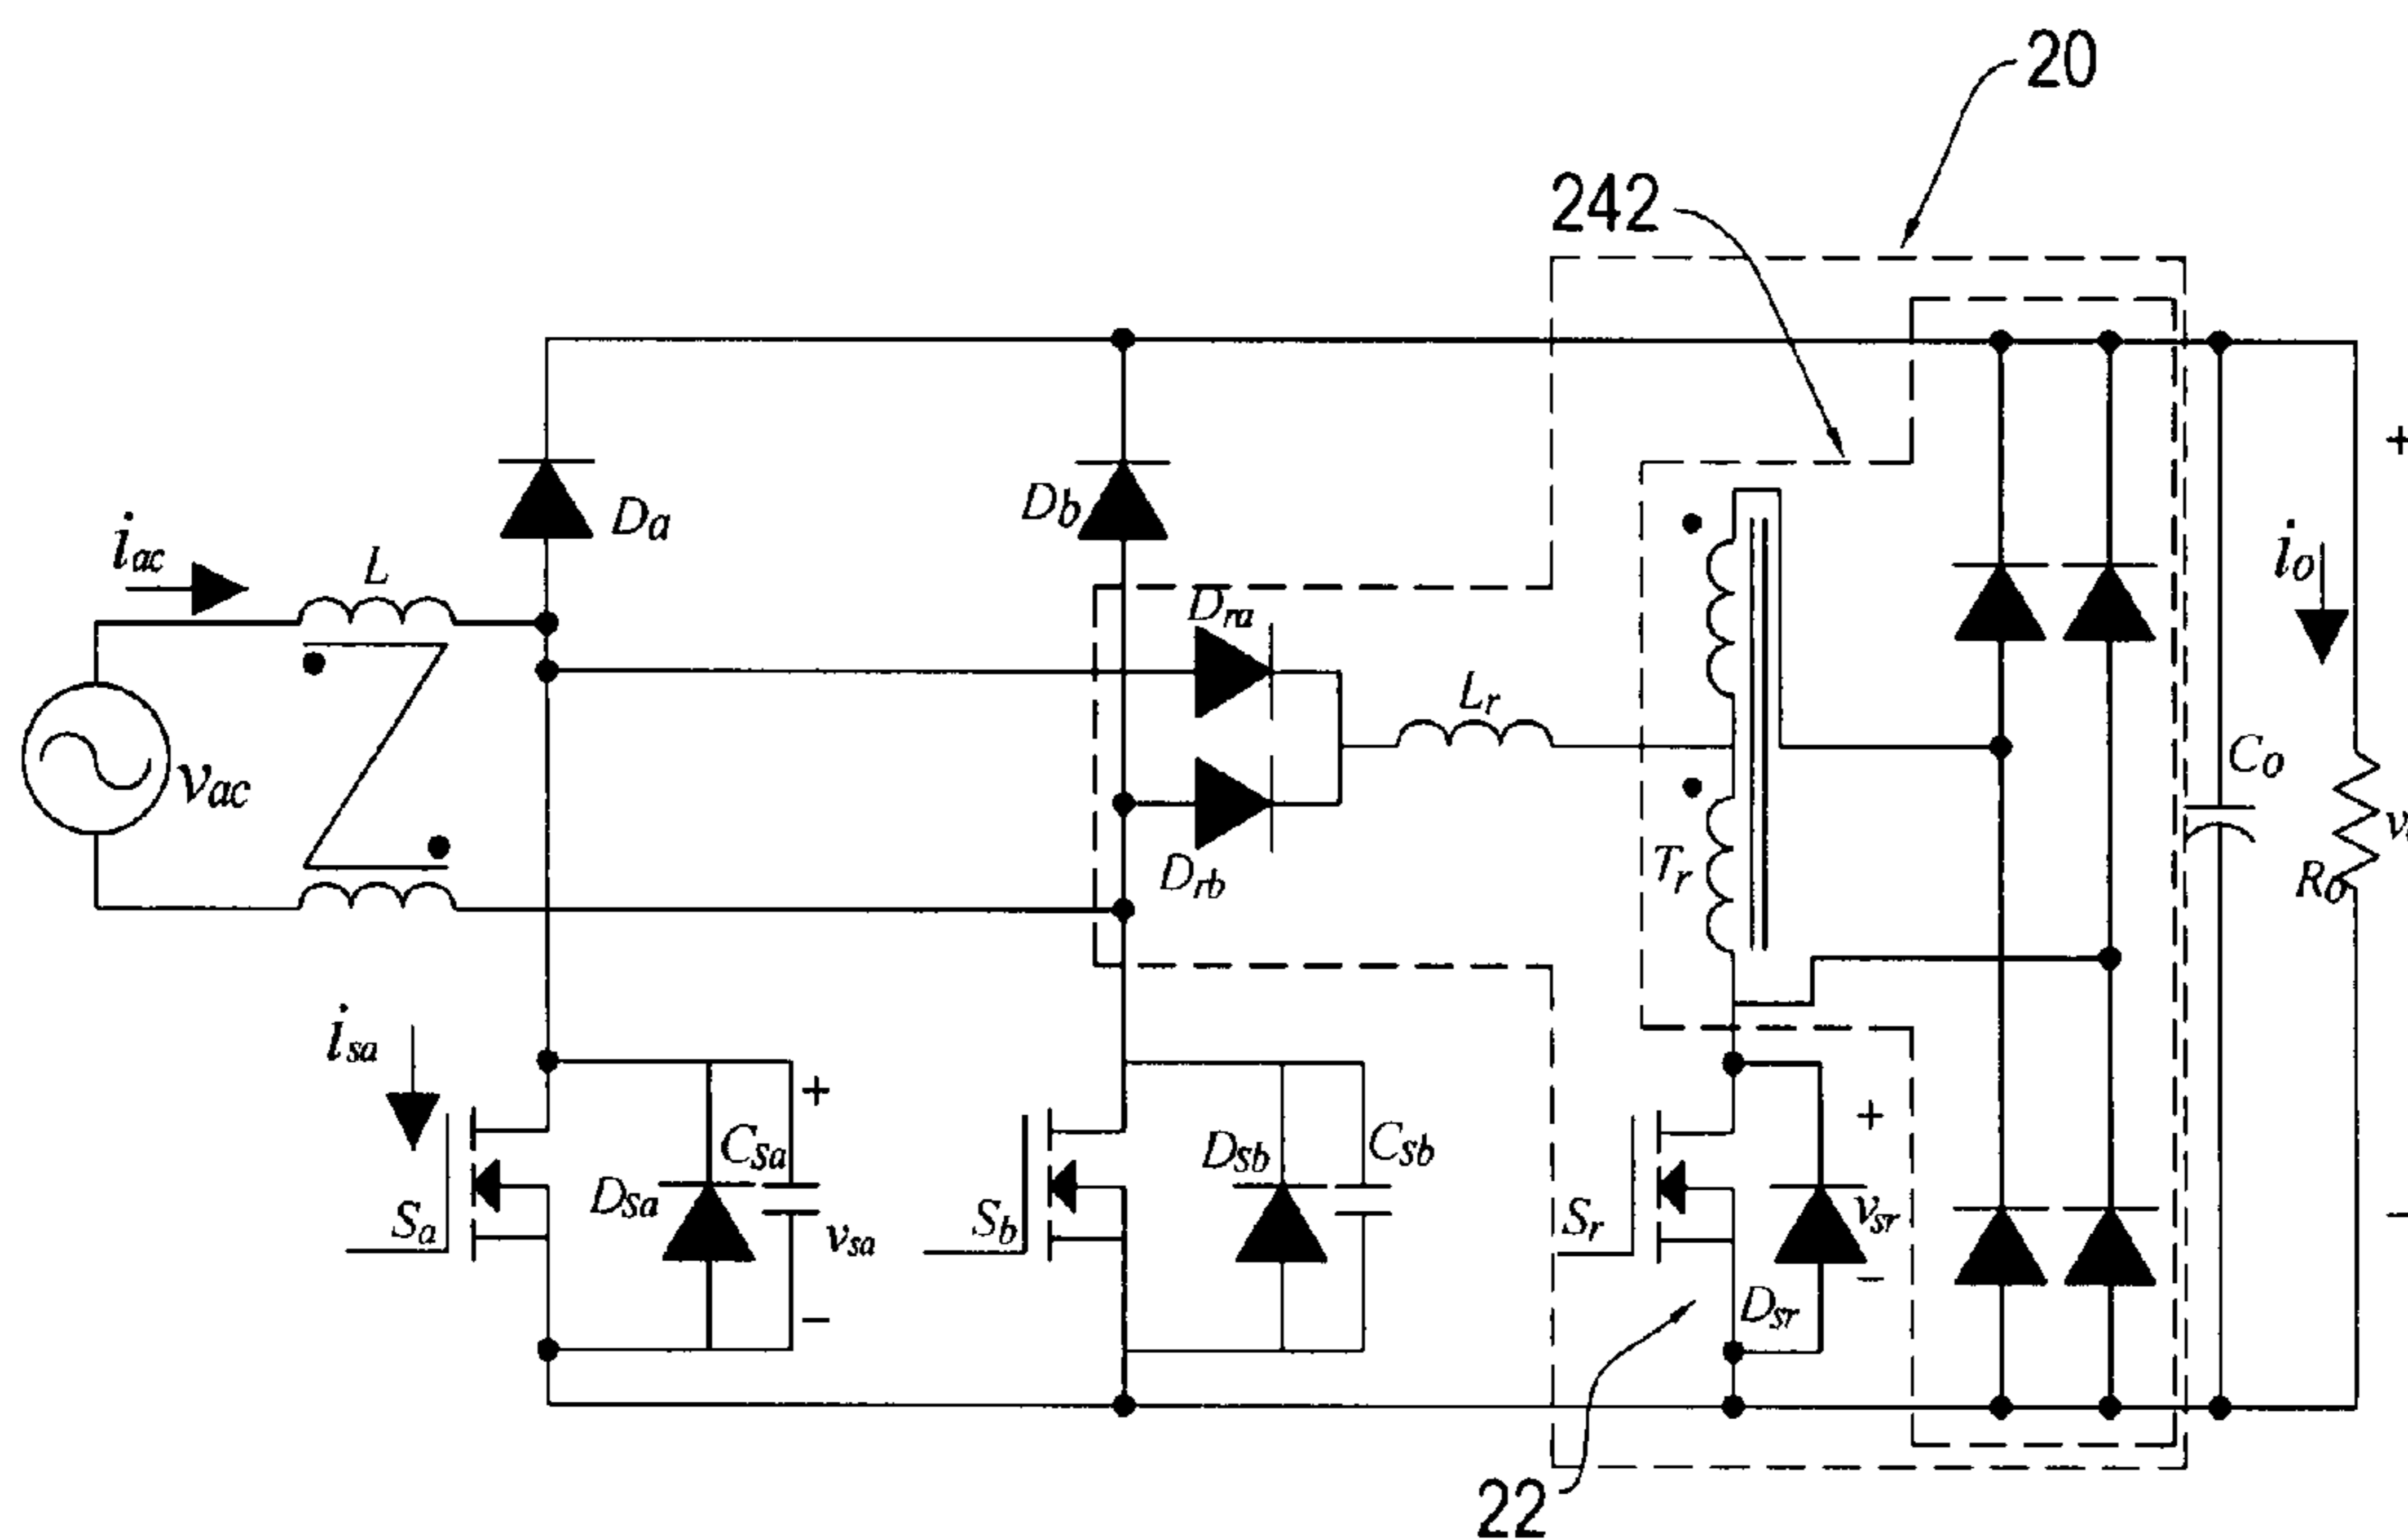 20
242
+
Da
Db
iac
L
io
Dra
Lr
vac
Co
Tr
Drb
Ro
isa
+
+
Csa
Dsb
Csb
Dsa
Sa
vsa
Sb
Sr
vsr
−
−
−
Dsr
22